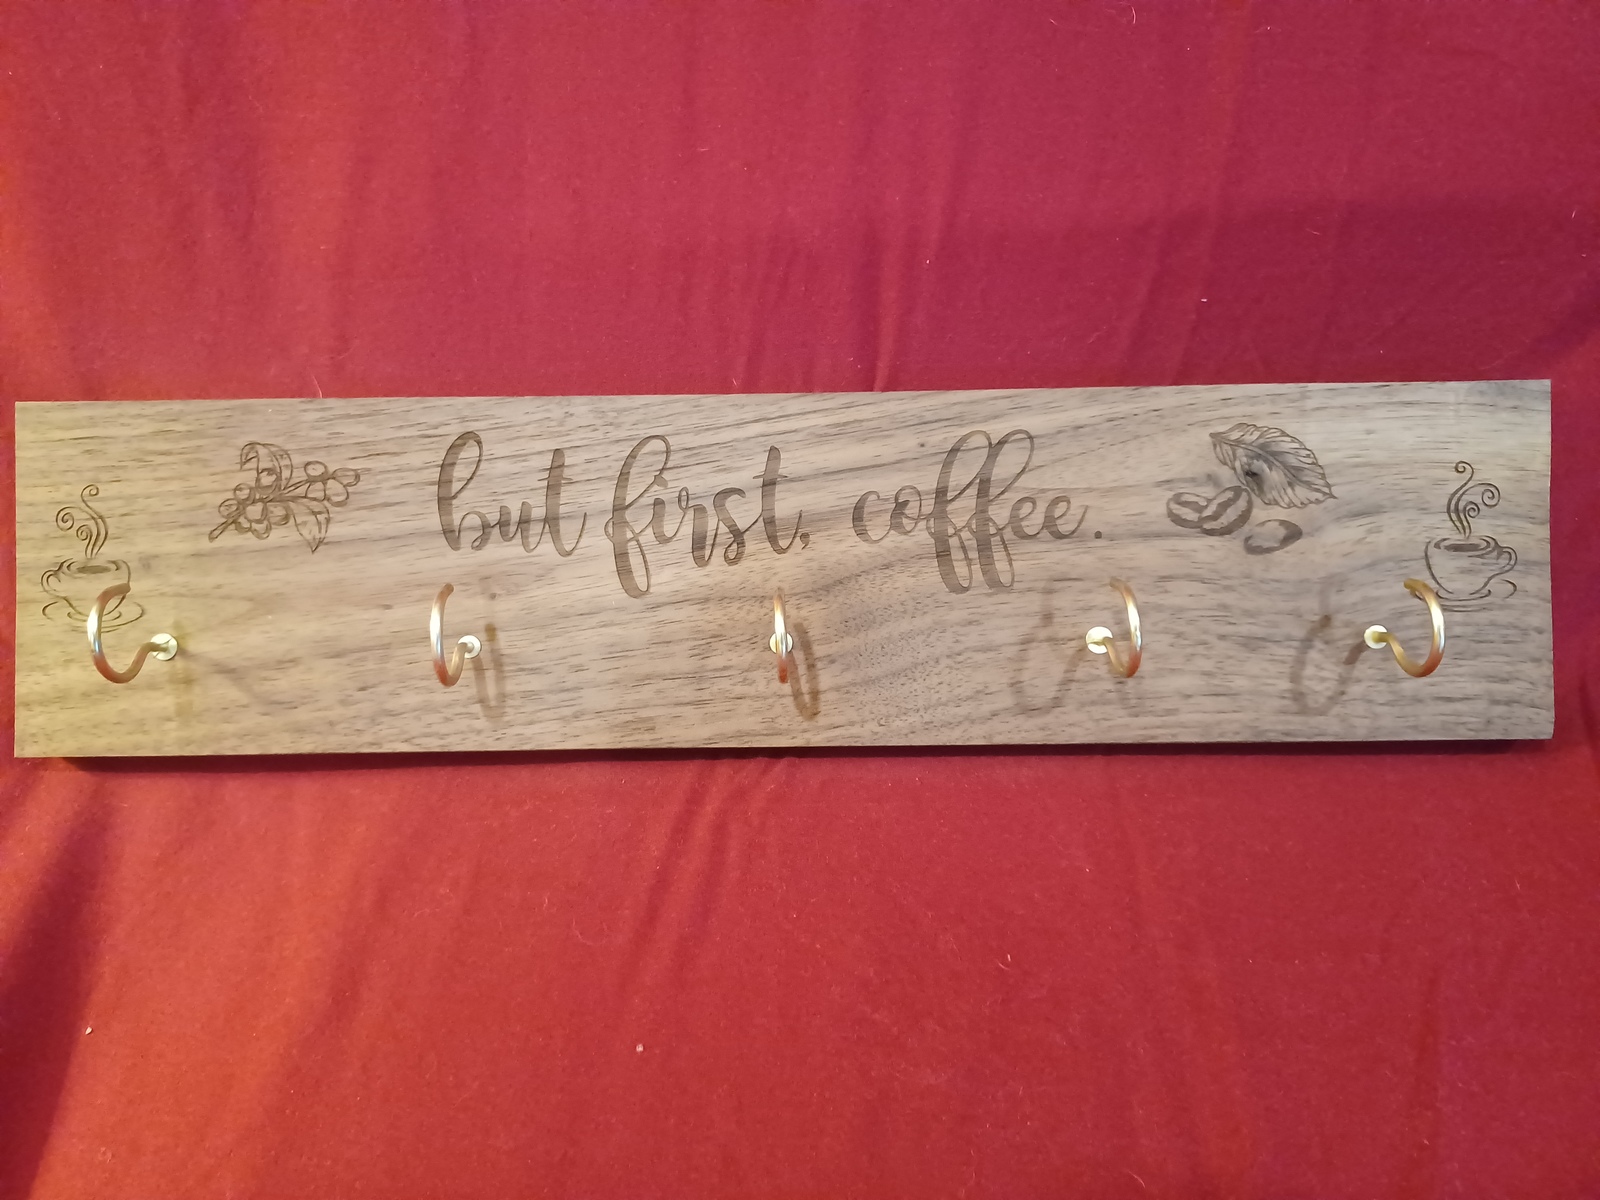 but first, coffee.